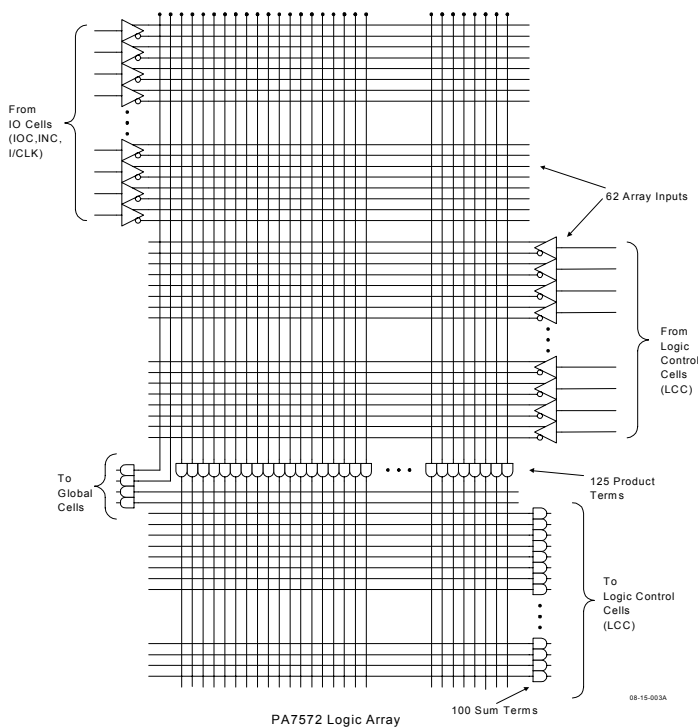 From
IO Cells
(IOC,INC,
I/CLK)
62 Array Inputs
From
Logic
Control
Cells
(LCC)
To
Global
Cells
125 Product
Terms
To
Logic Control
Cells
(LCC)
100 Sum Terms
08-15-003A
PA7572 Logic Array